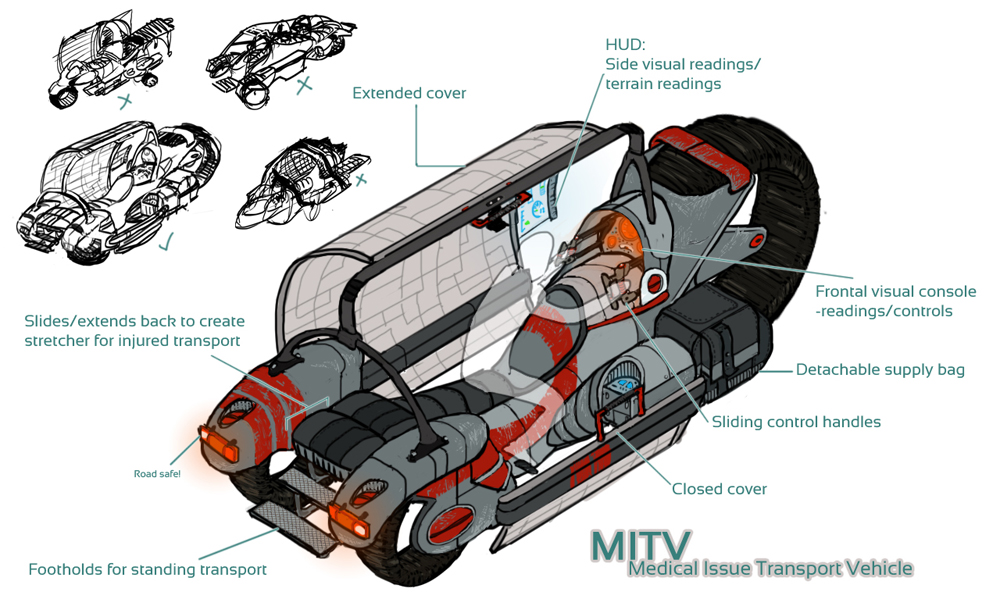 HUD:
Side visual readings/
terrain readings
Extended cover
Frontal visual console
-readings/controls
Slides/extends back to create
stretcher for injured transport
Detachable supply bag
Sliding control handles
Road safe!
Closed cover
Footholds for standing transport
MITV
Medical Issue Transport Vehicle